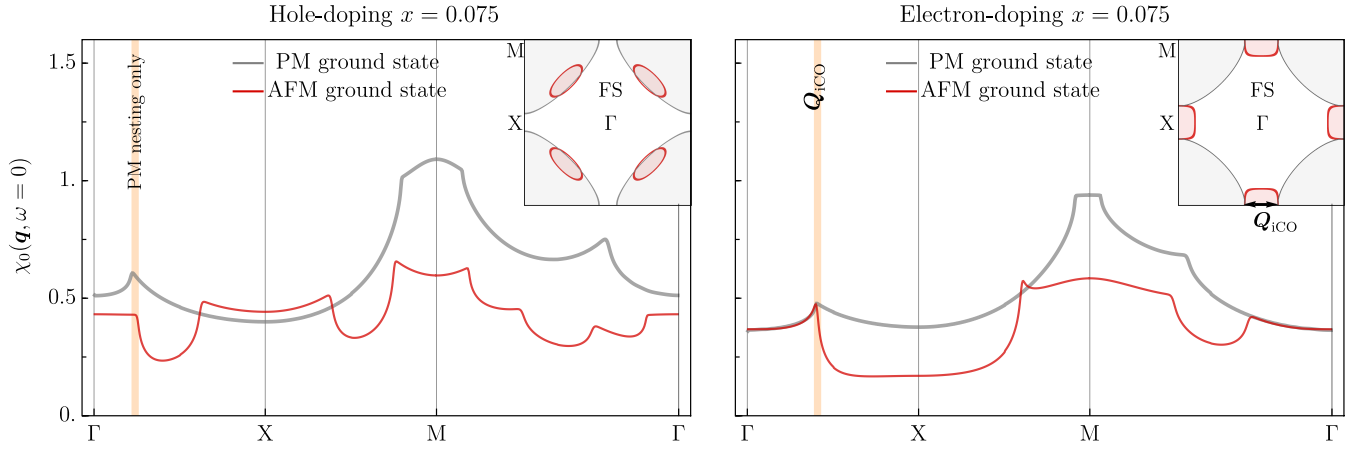 Hole-doping x = 0.075
PM ground state
AFM ground state
PM nesting only
M
FS
X
Γ
χ0(q, ω = 0)
1.5
1.
0.5
0.
Γ
X
M
Γ
Electron-doping x = 0.075
PM ground state
AFM ground state
QiCO
M
FS
X
Γ
QiCO
Γ
X
M
Γ